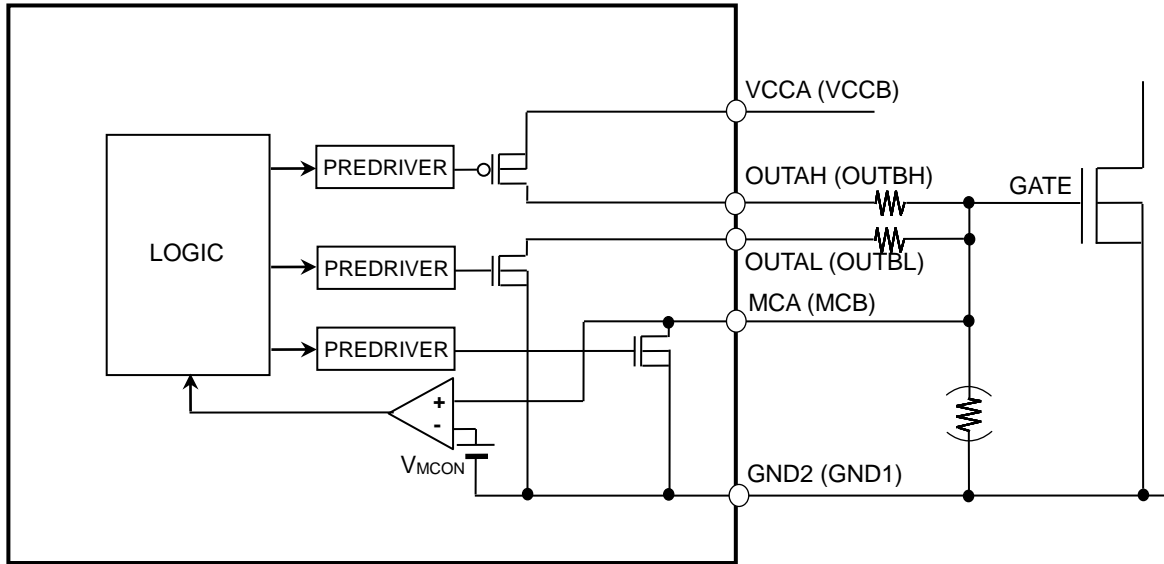 VCCA (VCCB)
PREDRIVER
OUTAH (OUTBH)
GATE
LOGIC
PREDRIVER
OUTAL (OUTBL)
MCA (MCB)
PREDRIVER
+
-
VMCON
GND2 (GND1)